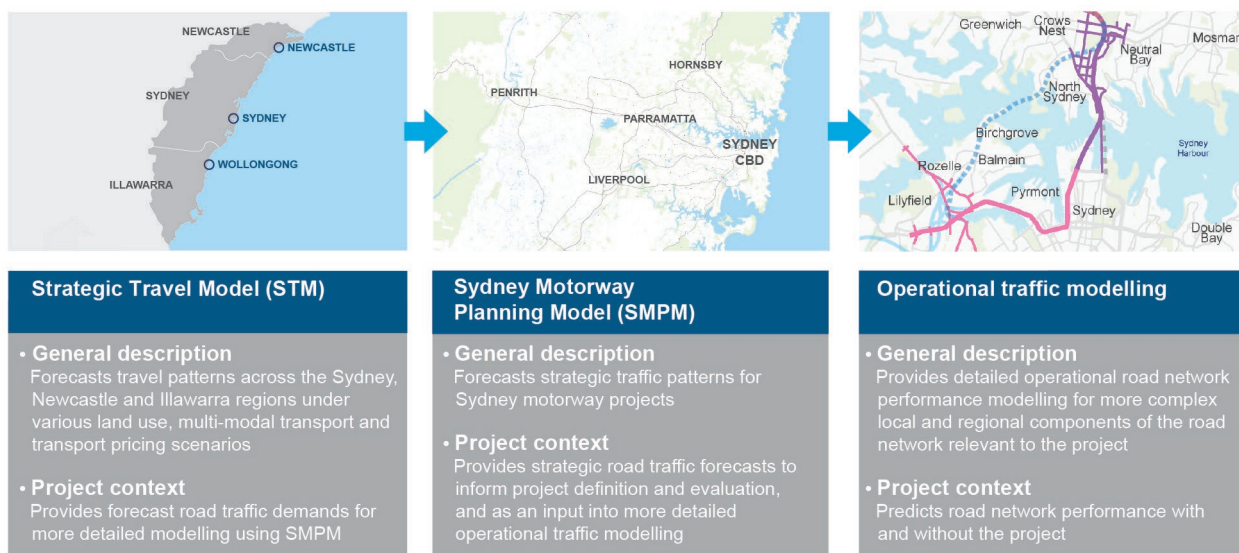 NEWCASTLE
NEWCASTLE
SYDNEY
SYDNEY
WOLLONGONG
ILLAWARRA
HORNSBY
PENRITH
PARRAMATTA
SYDNEY
CBD
LIVERPOOL
Greenwich
Crows
Nest
Mosman
Neutral
Bay
North
Sydney
Birchgrove
Sydney
Harbour
Balmain
Rozelle
Pyrmont
Lilyfield
Sydney
Double
Bay
Strategic Travel Model (STM)
• General description
Forecasts travel patterns across the Sydney,
Newcastle and Illawarra regions under
various land use, multi-modal transport and
transport pricing scenarios
• Project context
Provides forecast road traffic demands for
more detailed modelling using SMPM
Sydney Motorway
Planning Model (SMPM)
• General description
Forecasts strategic traffic patterns for
Sydney motorway projects
• Project context
Provides strategic road traffic forecasts to
inform project definition and evaluation,
and as an input into more detailed
operational traffic modelling
Operational traffic modelling
• General description
Provides detailed operational road network
performance modelling for more complex
local and regional components of the road
network relevant to the project
• Project context
Predicts road network performance with
and without the project